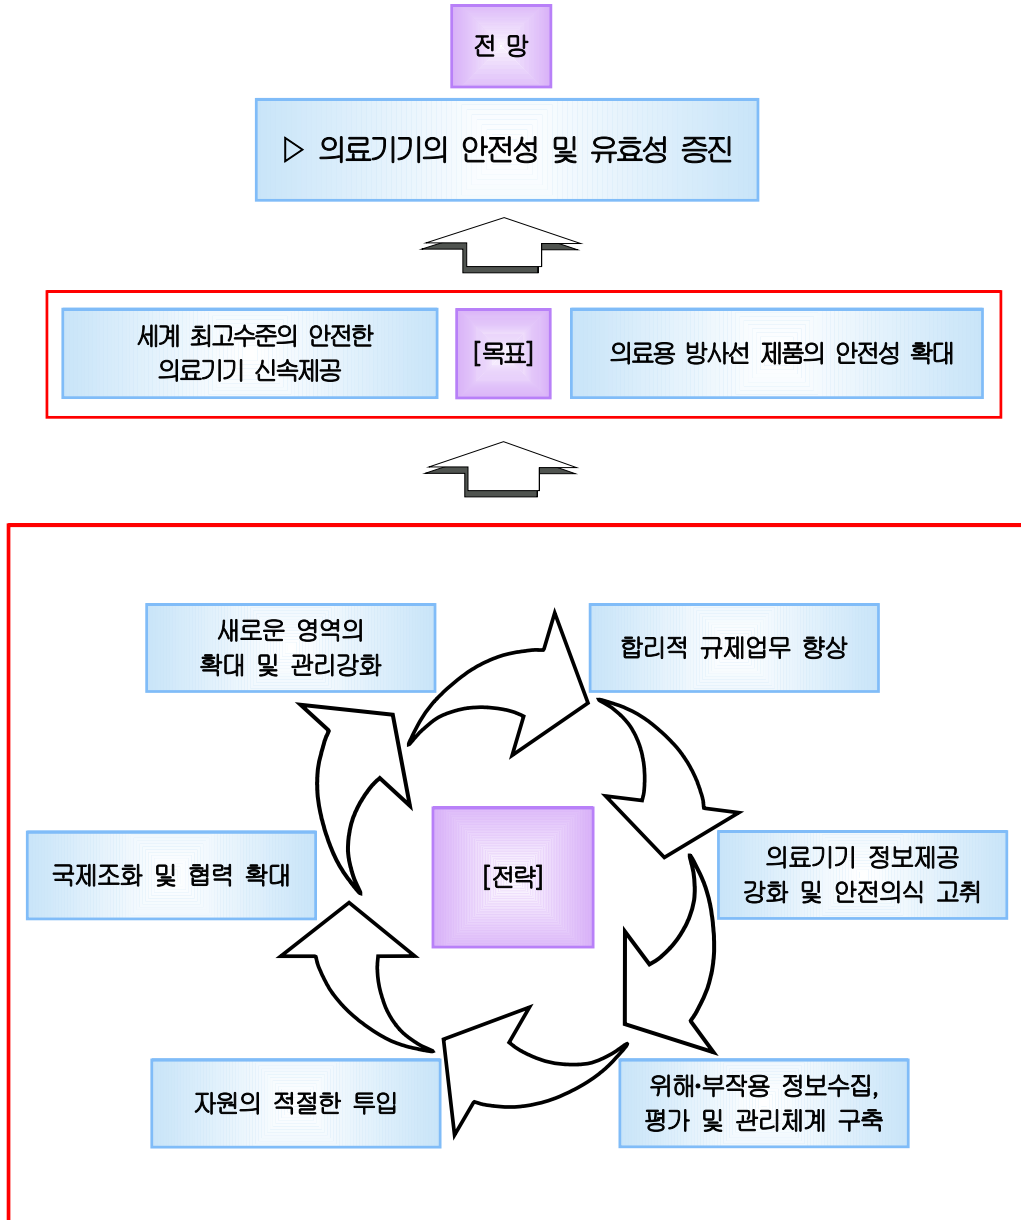 전 망
▷ 의료기기의 안전성 및 유효성 증진
세계 최고수준의 안전한
의료기기 신속제공
[목표]
의료용 방사선 제품의 안전성 확대
새로운 영역의
확대 및 관리강화
합리적 규제업무 향상
국제조화 및 협력 확대
[전략]
의료기기 정보제공
강화 및 안전의식 고취
자원의 적절한 투입
위해·부작용 정보수집,
평가 및 관리체계 구축